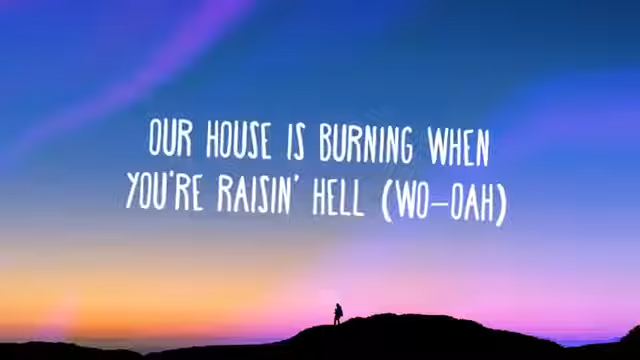 OUR HOUSE IS BURNING WHEN
YOU'RE RAISIN' HELL (WO-OAH)